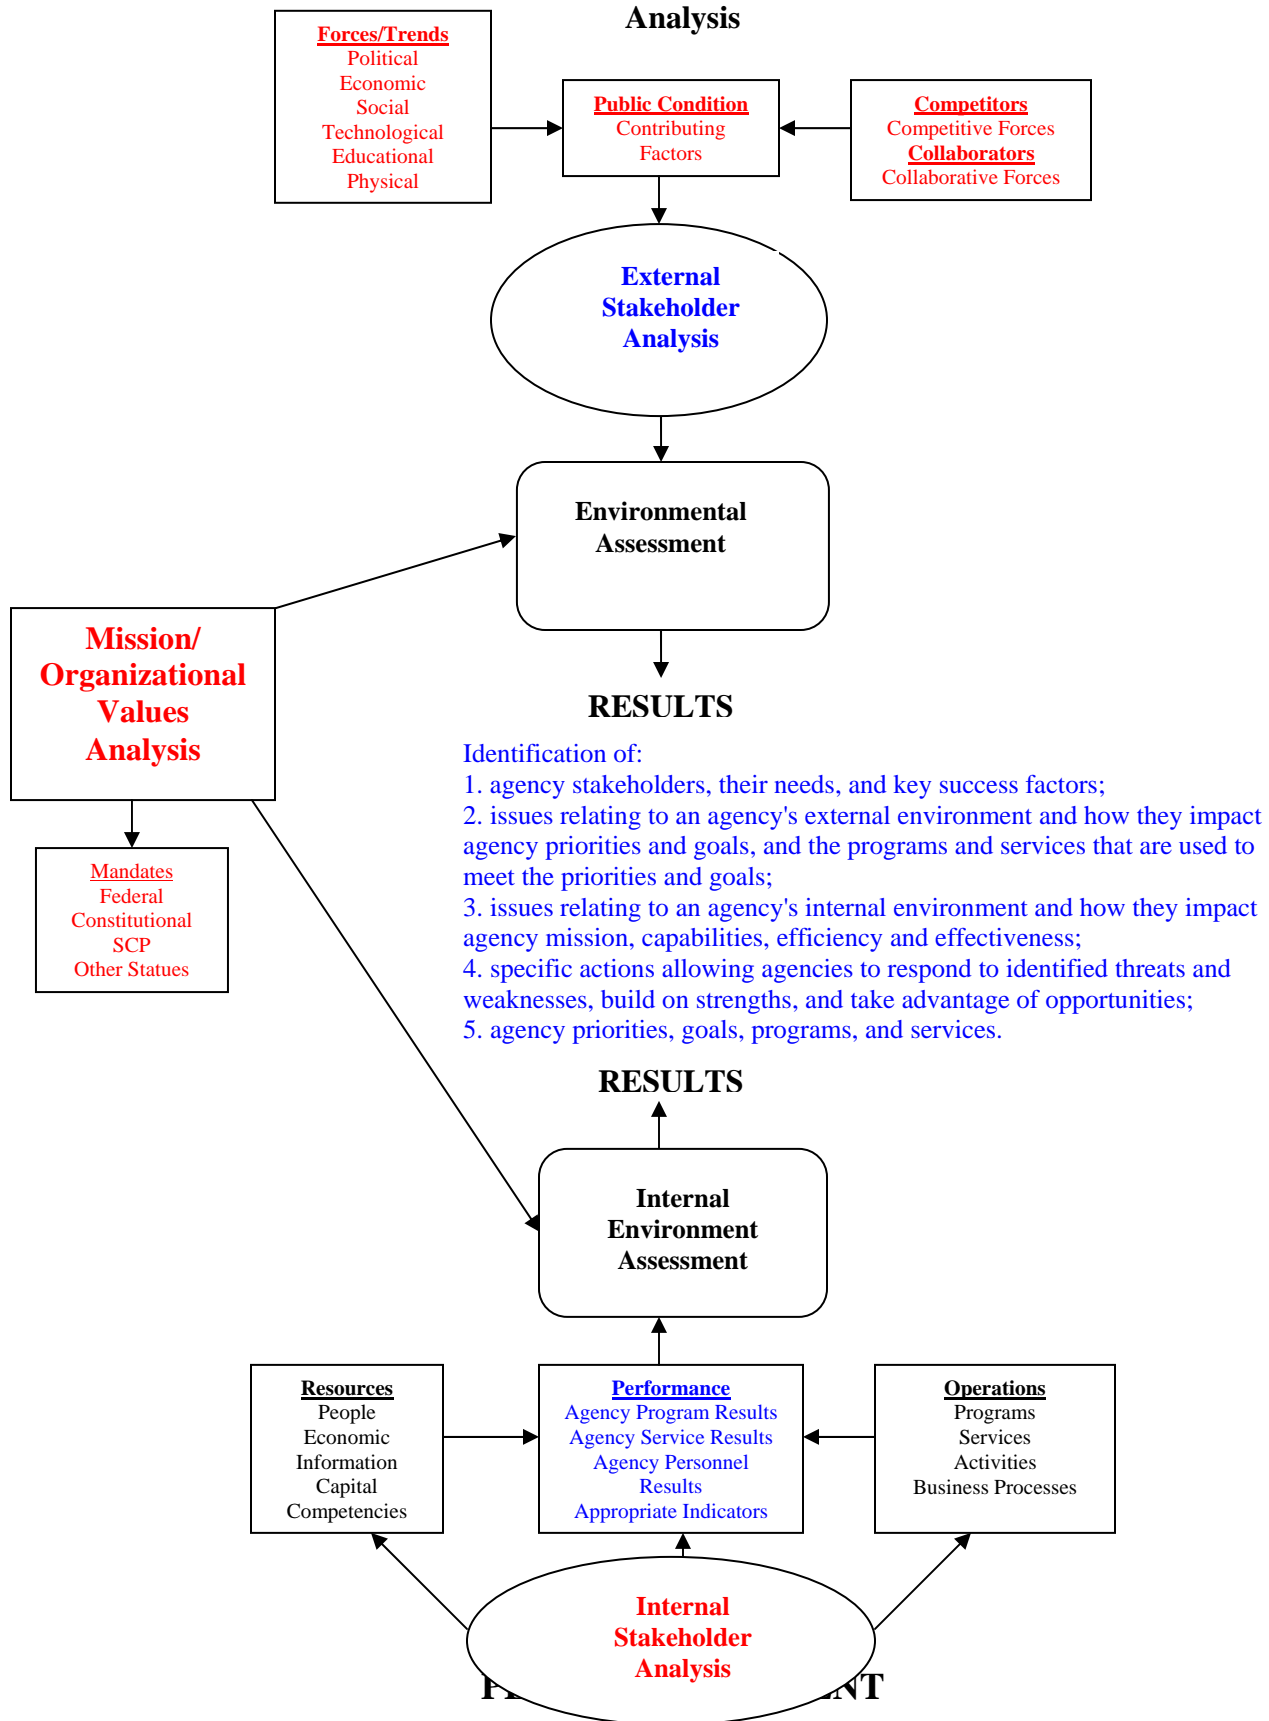 Analysis
Forces/Trends
Political
Economic
Social
Technological
Educational
Physical
Public Condition
Contributing
Factors
Competitors
Competitive Forces
Collaborators
Collaborative Forces
External
Stakeholder
Analysis
Environmental
Assessment
Mission/
Organizational
Values
Analysis
Mandates
Federal
Constitutional
SCP
Other Statues
RESULTS
Identification of:
1. agency stakeholders, their needs, and key success factors;
2. issues relating to an agency's external environment and how they impact
agency priorities and goals, and the programs and services that are used to
meet the priorities and goals;
3. issues relating to an agency's internal environment and how they impact
agency mission, capabilities, efficiency and effectiveness;
4. specific actions allowing agencies to respond to identified threats and
weaknesses, build on strengths, and take advantage of opportunities;
5. agency priorities, goals, programs, and services.
RESULTS
Internal
Environment
Assessment
Resources
People
Economic
Information
Capital
Competencies
Performance
Agency Program Results
Agency Service Results
Agency Personnel
Results
Appropriate Indicators
Operations
Programs
Services
Activities
Business Processes
Internal
Stakeholder
Analysis